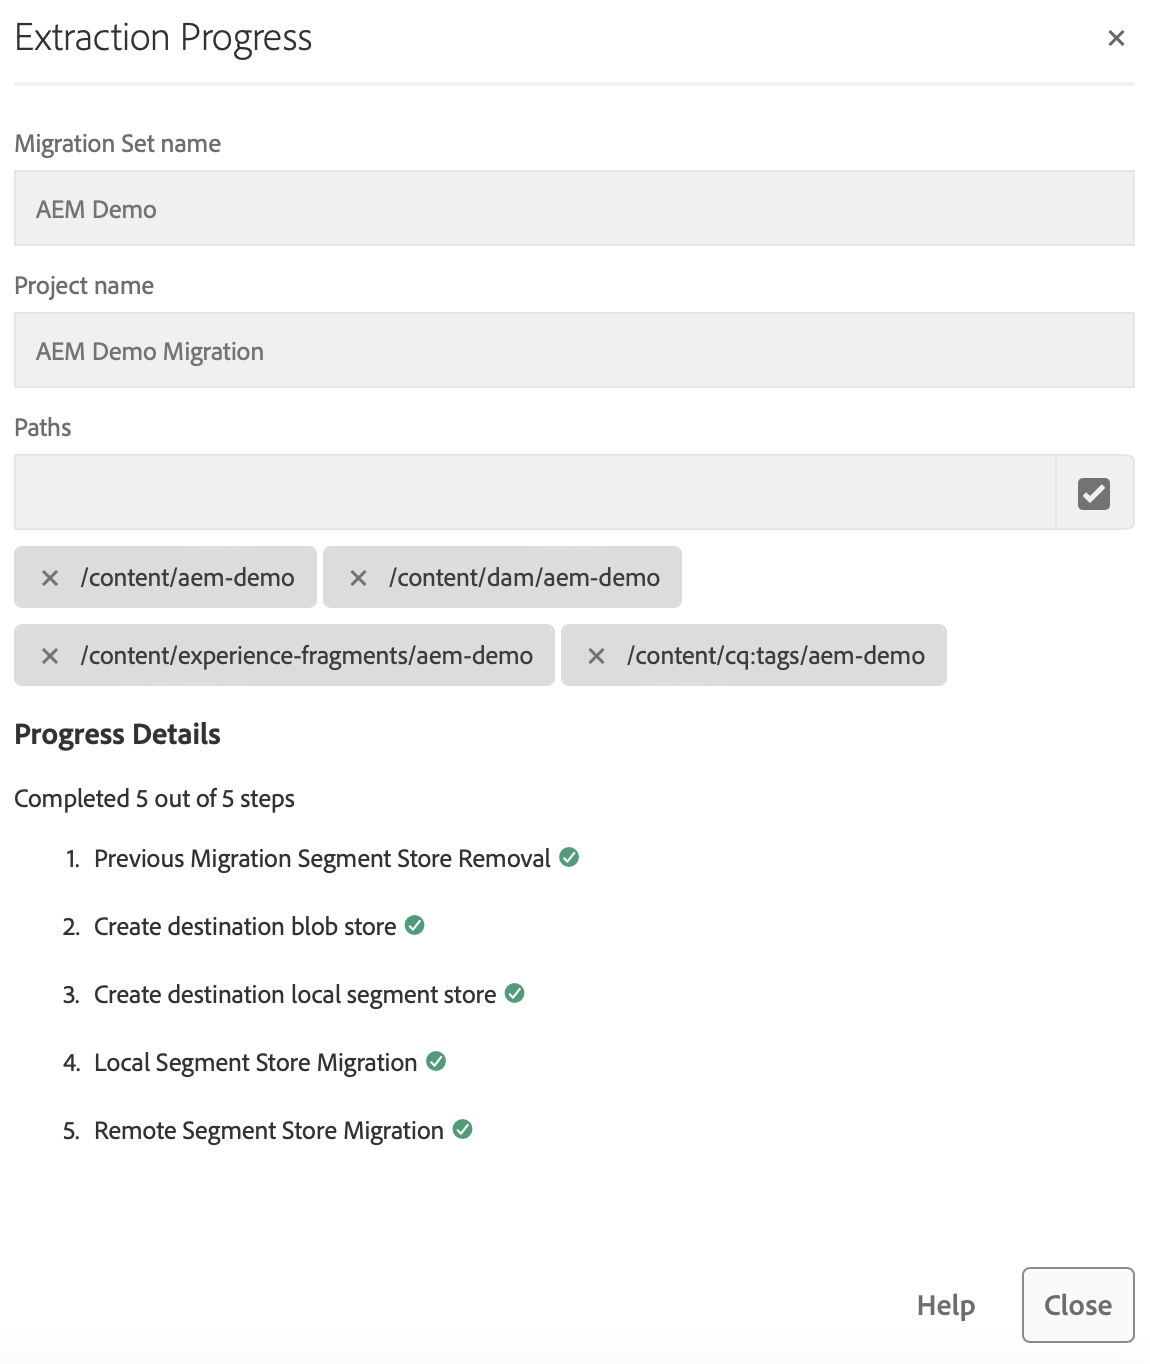 Extraction Progress
Migration Set name
AEM Demo
Project name
AEM Demo Migration
Paths
/content/aem-demo /content/dam/aem-demo
/content/experience-fragments/aem-demo /content/cq:tags/aem-demo
Progress Details
Completed 5 out of 5 steps
1. Previous Migration Segment Store Removal
2. Create destination blob store
3. Create destination local segment store
4. Local Segment Store Migration
5. Remote Segment Store Migration
Help Close